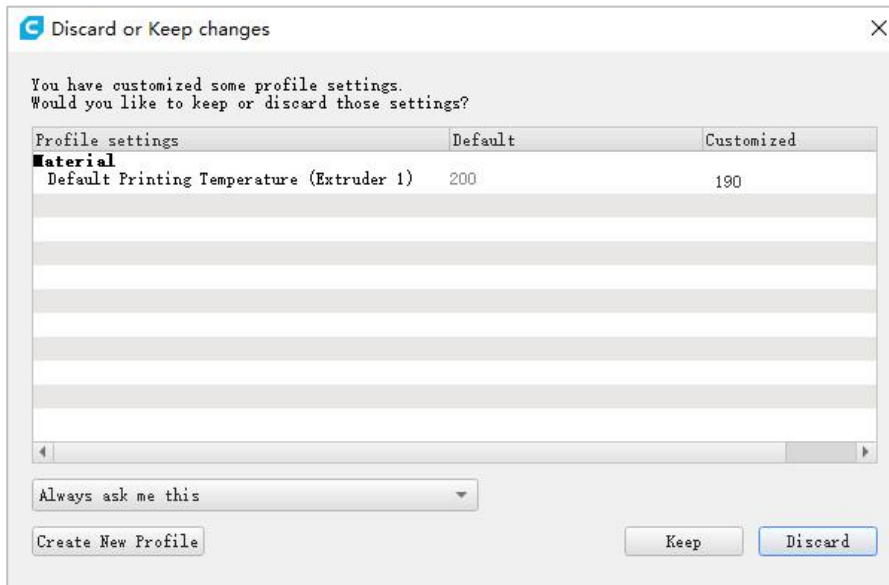 Discard or Keep changes
You have customized some profile settings.
Would you like to keep or discard those settings?
Profile settings Default Customized
Material
Default Printing Temperature (Extruder 1) 200 190
Always ask me this
Create New Profile Keep Discard